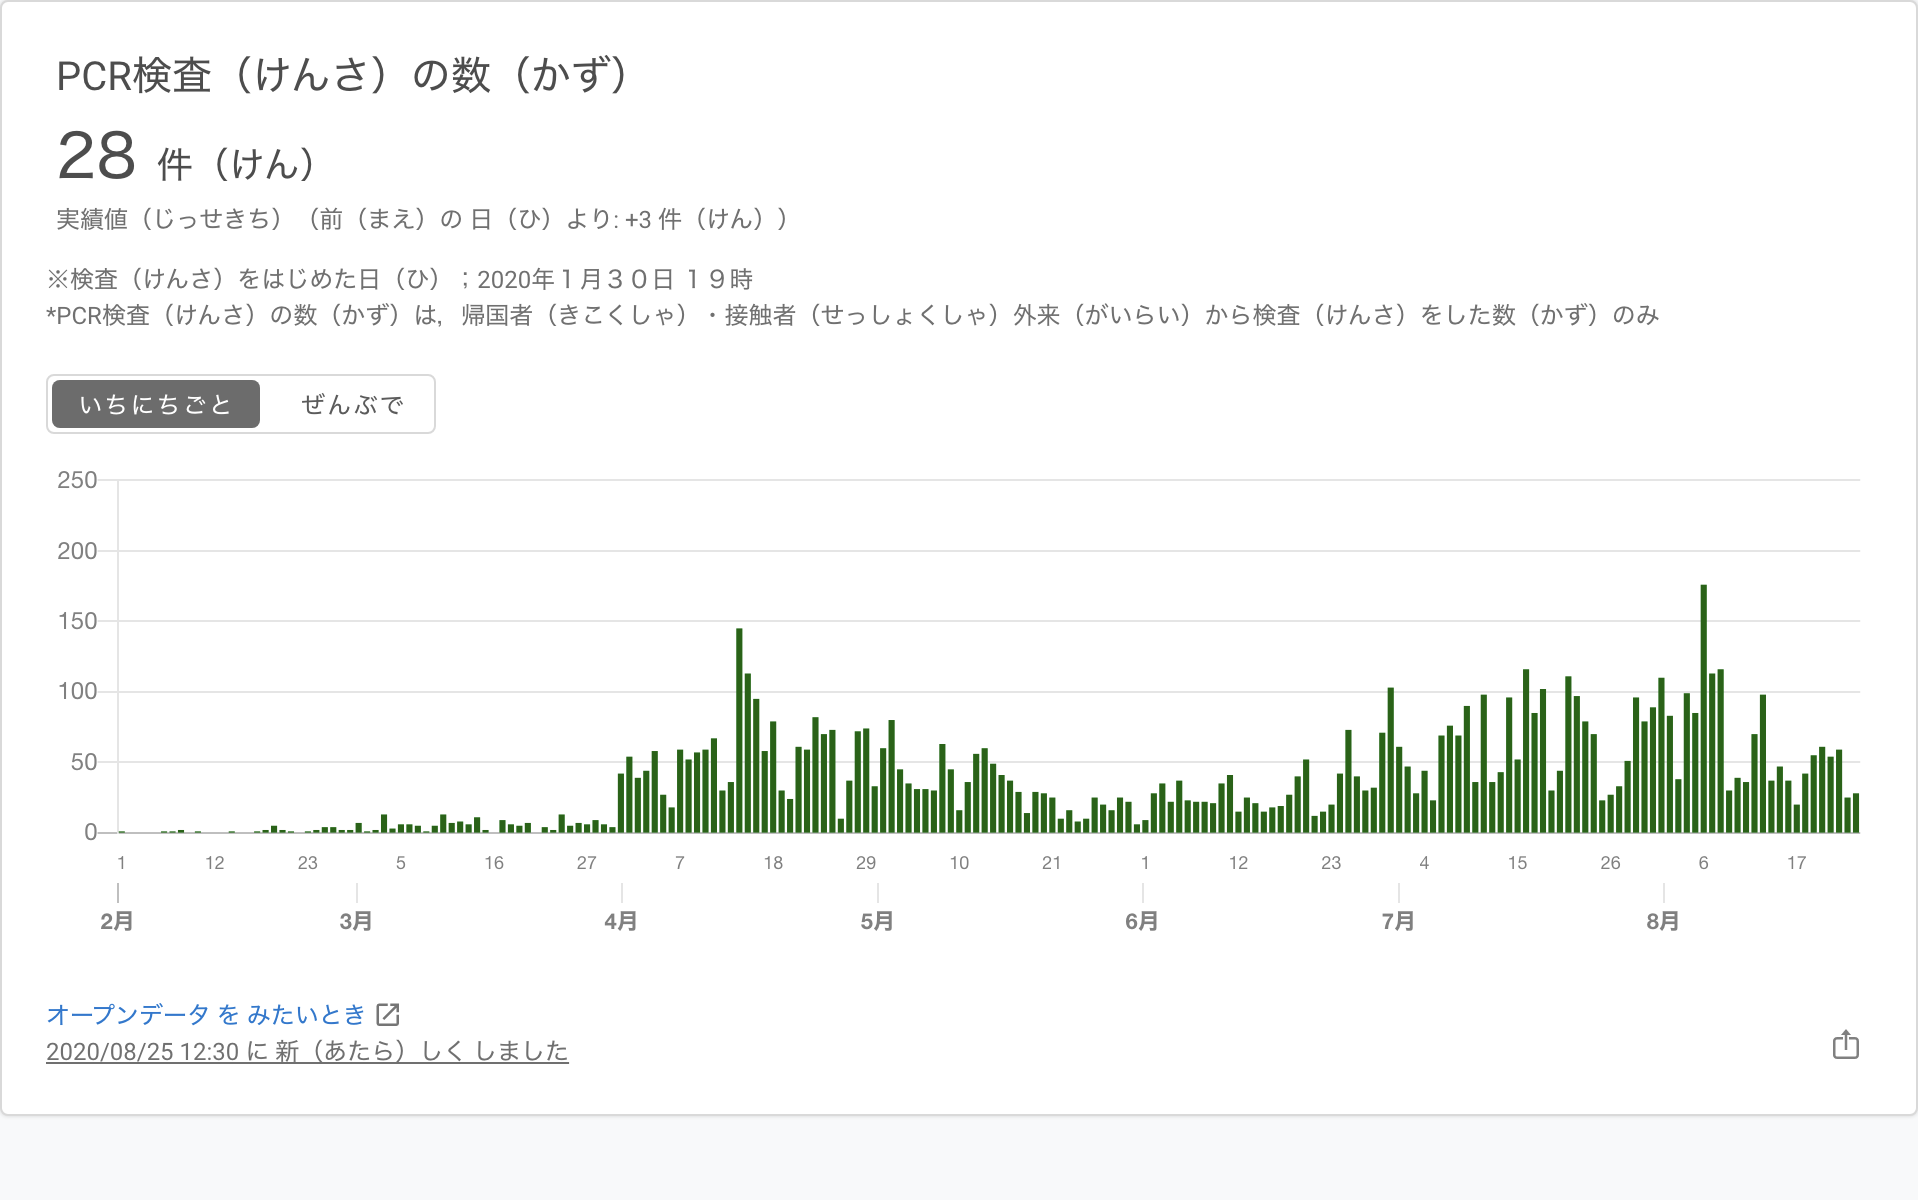 PCR検査（けんさ）の数（かず）
28 件（けん）
実績値（じっせきち）（前（まえ）の 日（ひ）より: +3 件（けん））
※検査（けんさ）をはじめた日（ひ）；2020年１月３０日 １９時
*PCR検査（けんさ）の数（かず）は，帰国者（きこくしゃ）・接触者（せっしょくしゃ）外来（がいらい）から検査（けんさ）をした数（かず）のみ
いちにちごと ぜんぶで
250
200
150
100
50
0
1 12 23 5 16 27 7 18 29 10 21 1 12 23 4 15 26 6 17
2月 3月 4月 5月 6月 7月 8月
オープンデータ を みたいとき
2020/08/25 12:30 に 新（あたら）しく しました